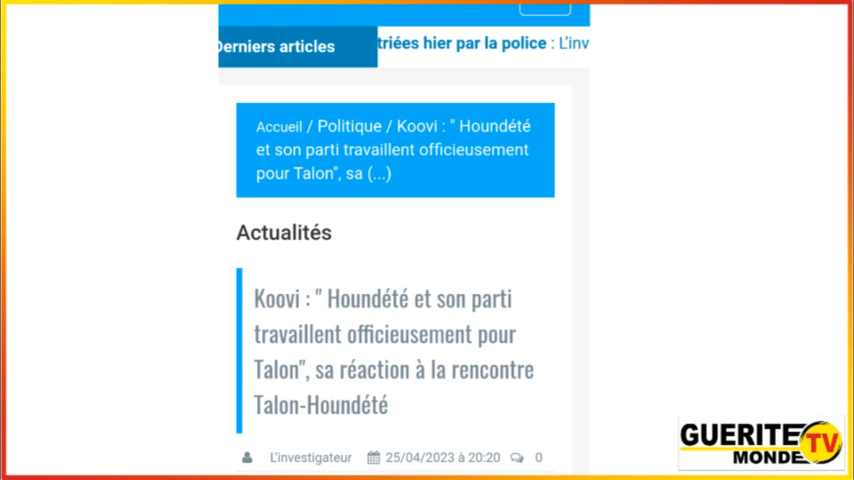 Derniers articles
triées hier par la police : L'inv
Accueil / Politique / Koovi : " Houndété
et son parti travaillent officieusement
pour Talon", sa (...)
Actualités
Koovi : " Houndété et son parti
travaillent officieusement pour
Talon", sa réaction à la rencontre
Talon-Houndété
L'investigateur 25/04/2023 à 20:20 0
GUERITE TV
MONDE